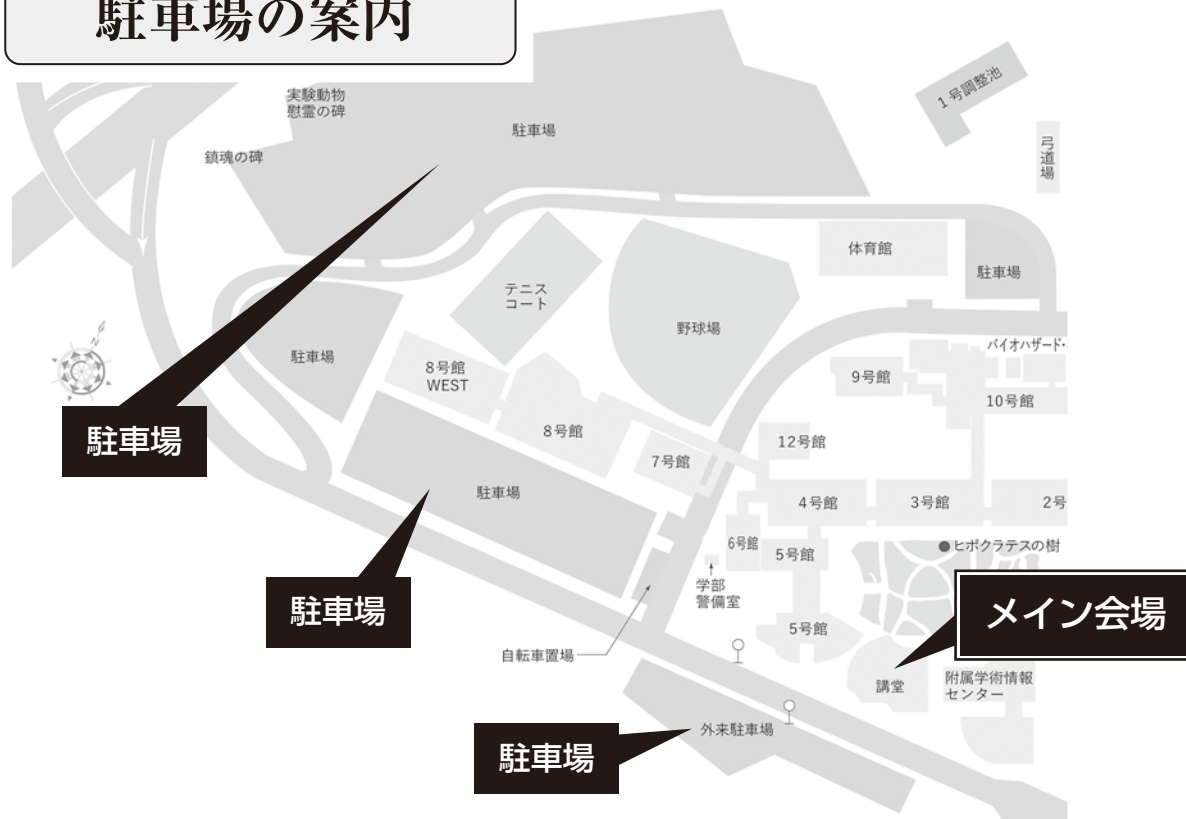 駐車場の案内
実験動物
慰霊の碑
鎮魂の碑
駐車場
1号調整池
弓道場
体育館
駐車場
テニス
コート
野球場
N
駐車場
8号館
WEST
バイオハザード・
9号館
10号館
駐車場
8号館
12号館
7号館
駐車場
4号館
3号館
2号
6号館
5号館
ヒポクラテスの樹
学部
警備室
駐車場
メイン会場
5号館
自転車置場
講堂
附属学術情報
センター
外来駐車場
駐車場